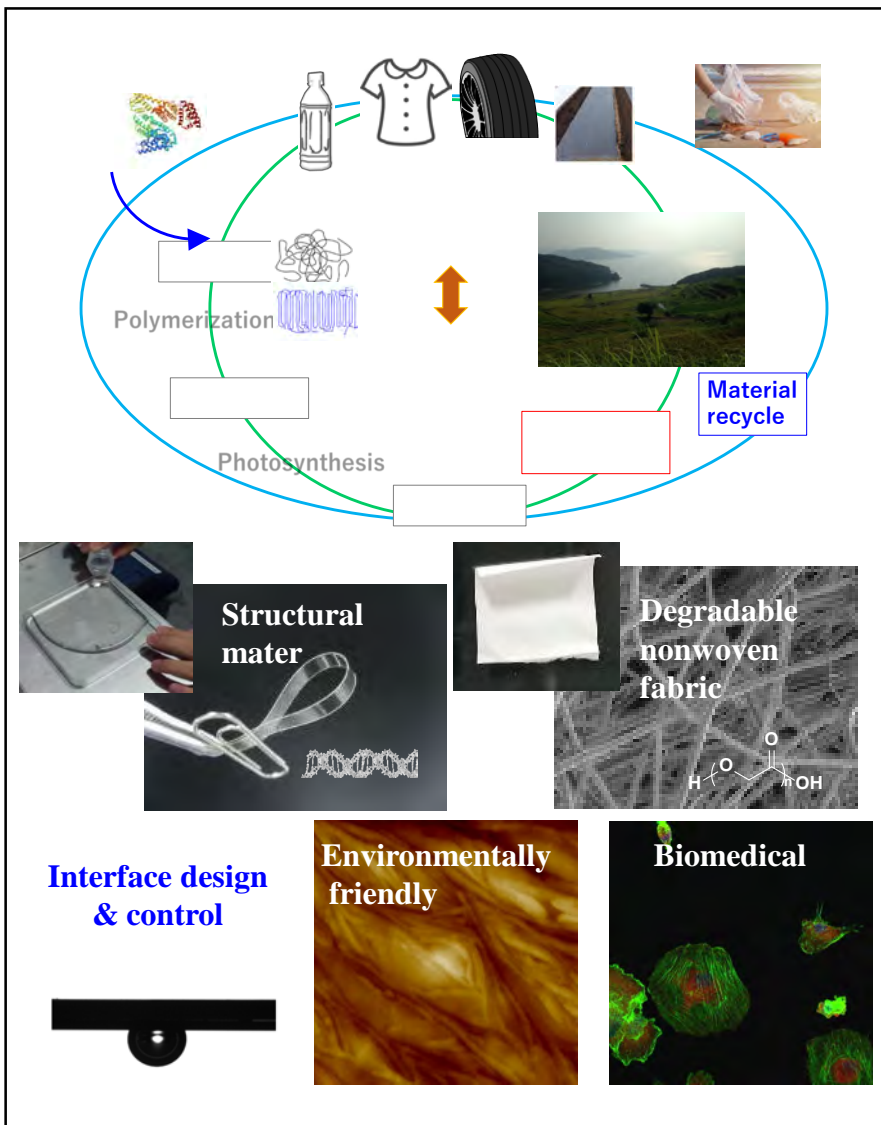 Polymerization
Material
recycle
Photosynthesis
Structural
mater
Degradable
nonwoven
fabric
O
H
O
n
OH
Interface design
& control
Environmentally
friendly
Biomedical